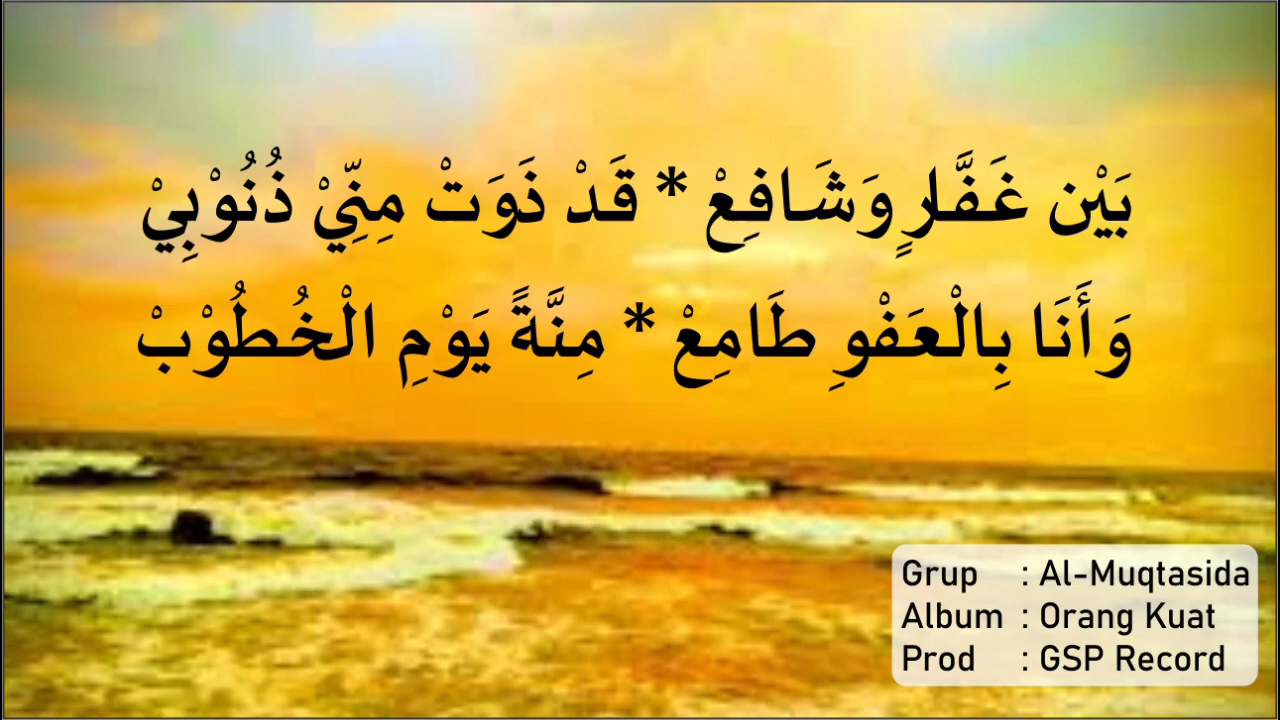 بَيْن غَفَّارٍ وَشَافِعْ * قَدْ ذَوَتْ مِنِّيْ ذُنُوْبِيْ
وَأَنَا بِالْعَفْوِ طَامِعْ * مِنَّةً يَوْمِ الْخُطُوْبْ
Grup : Al-Muqtasida
Album : Orang Kuat
Prod : GSP Record